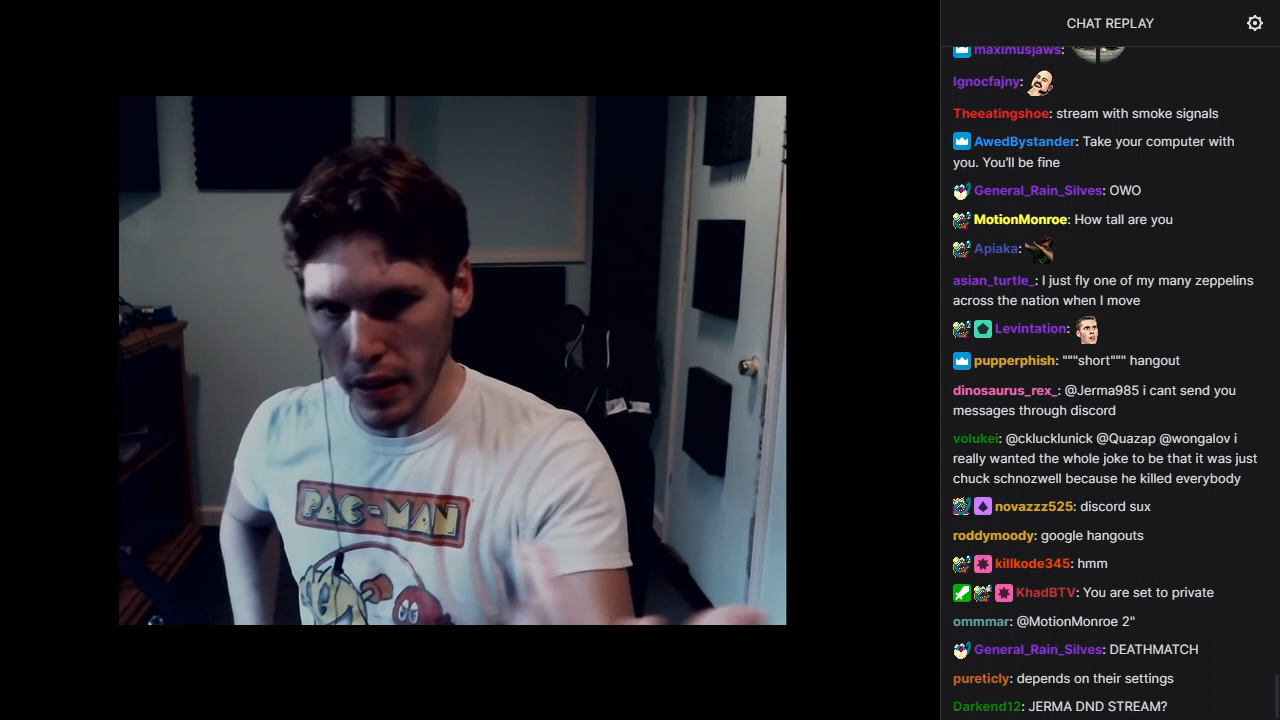 CHAT REPLAY
maximusjaws:
Ignocfajny:
Theeatingshoe: stream with smoke signals
AwedBystander: Take your computer with
you. You'll be fine
General_Rain_Silves: OWO
MotionMonroe: How tall are you
Apiaka:
asian_turtle_: I just fly one of my many zeppelins
across the nation when I move
Levintation:
pupperphish: """short""" hangout
dinosaurus_rex_: @Jerma985 i cant send you
messages through discord
volukei: @cklucklunick @Quazap @wongalov i
really wanted the whole joke to be that it was just
chuck schnozwell because he killed everybody
novazzz525: discord sux
roddymoody: google hangouts
killkode345: hmm
KhadBTV: You are set to private
ommmar: @MotionMonroe 2"
General_Rain_Silves: DEATHMATCH
pureticly: depends on their settings
Darkend12: JERMA DND STREAM?
PAC-MAN